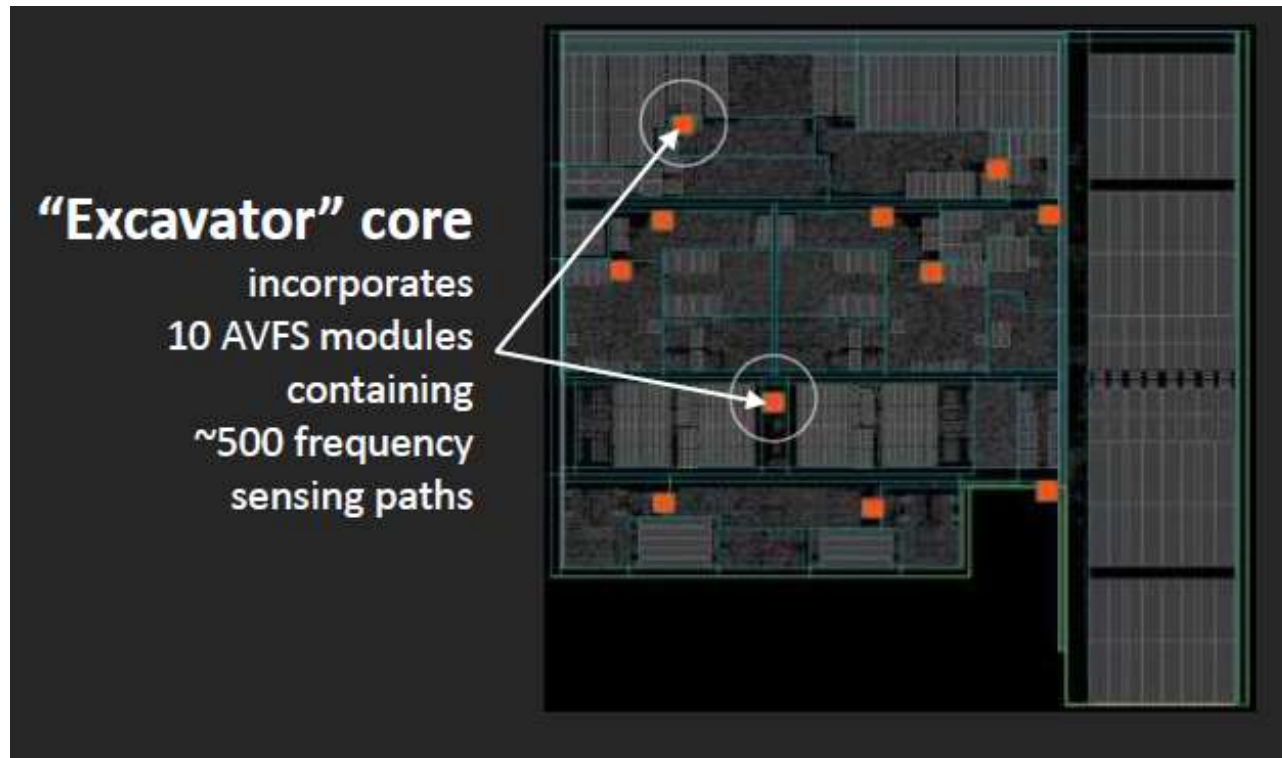 “Excavator” core
incorporates
10 AVFS modules
containing
~500 frequency
sensing paths